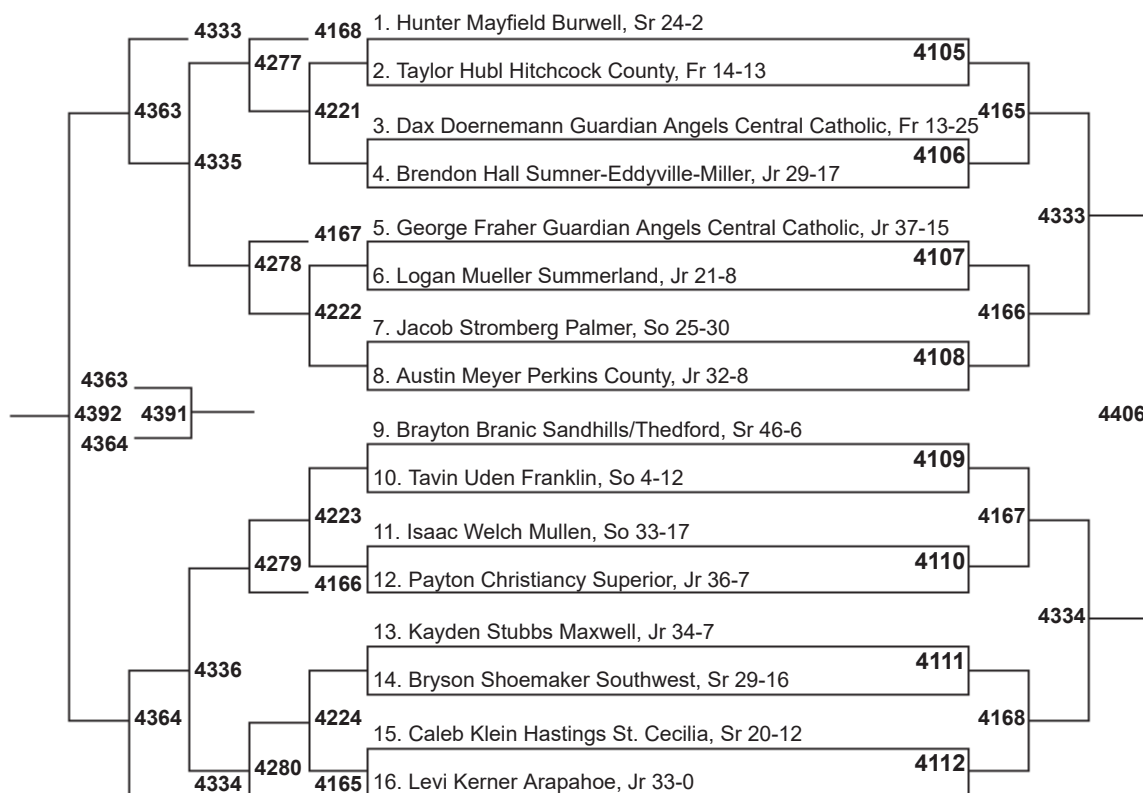 4333 4168 1. Hunter Mayfield Burwell, Sr 24-2
4105
4277
2. Taylor Hubl Hitchcock County, Fr 14-13
4363 4221 4165
3. Dax Doernemann Guardian Angels Central Catholic, Fr 13-25
4106
4335
4. Brendon Hall Sumner-Eddyville-Miller, Jr 29-17
4333
4167 5. George Fraher Guardian Angels Central Catholic, Jr 37-15
4107
4278
6. Logan Mueller Summerland, Jr 21-8
4222 4166
7. Jacob Stromberg Palmer, So 25-30
4108
8. Austin Meyer Perkins County, Jr 32-8
4363
4392 4391 4406
4364
9. Brayton Branic Sandhills/Thedford, Sr 46-6
4109
10. Tavin Uden Franklin, So 4-12
4223 4167
11. Isaac Welch Mullen, So 33-17
4110
4279
4166 12. Payton Christiancy Superior, Jr 36-7
4334
13. Kayden Stubbs Maxwell, Jr 34-7
4111
4336
14. Bryson Shoemaker Southwest, Sr 29-16
4364 4224 4168
15. Caleb Klein Hastings St. Cecilia, Sr 20-12
4112
4280
4334 4165 16. Levi Kerner Arapahoe, Jr 33-0